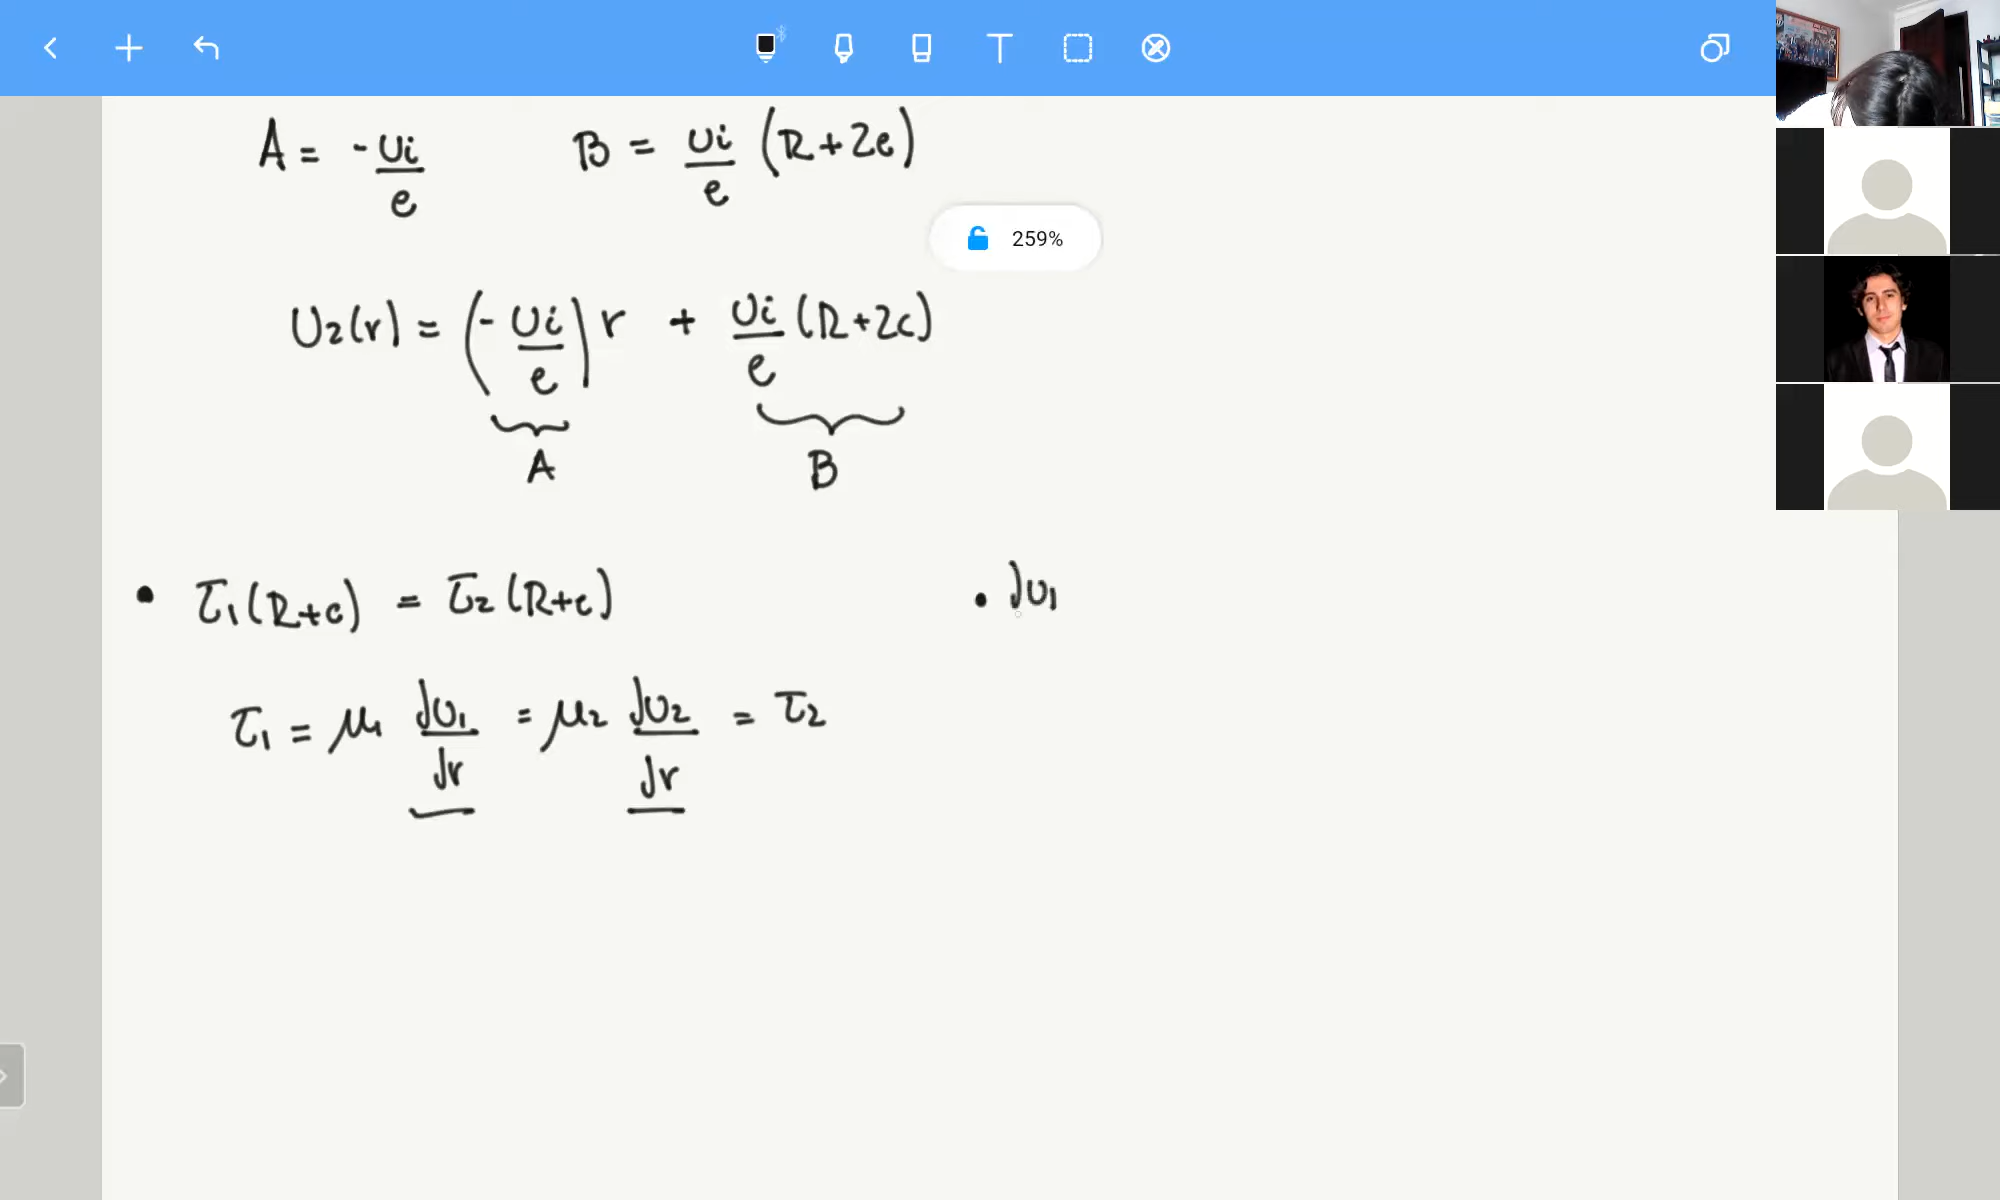 A = -Ui/e B = Ui/e (R+2e)
259%
U2(r) = (-Ui/e) r + Ui/e (R+2e)
A B
• τ1(R+e) = τ2(R+e) • dU1
τ1 = μ1 dU1/dr = μ2 dU2/dr = τ2